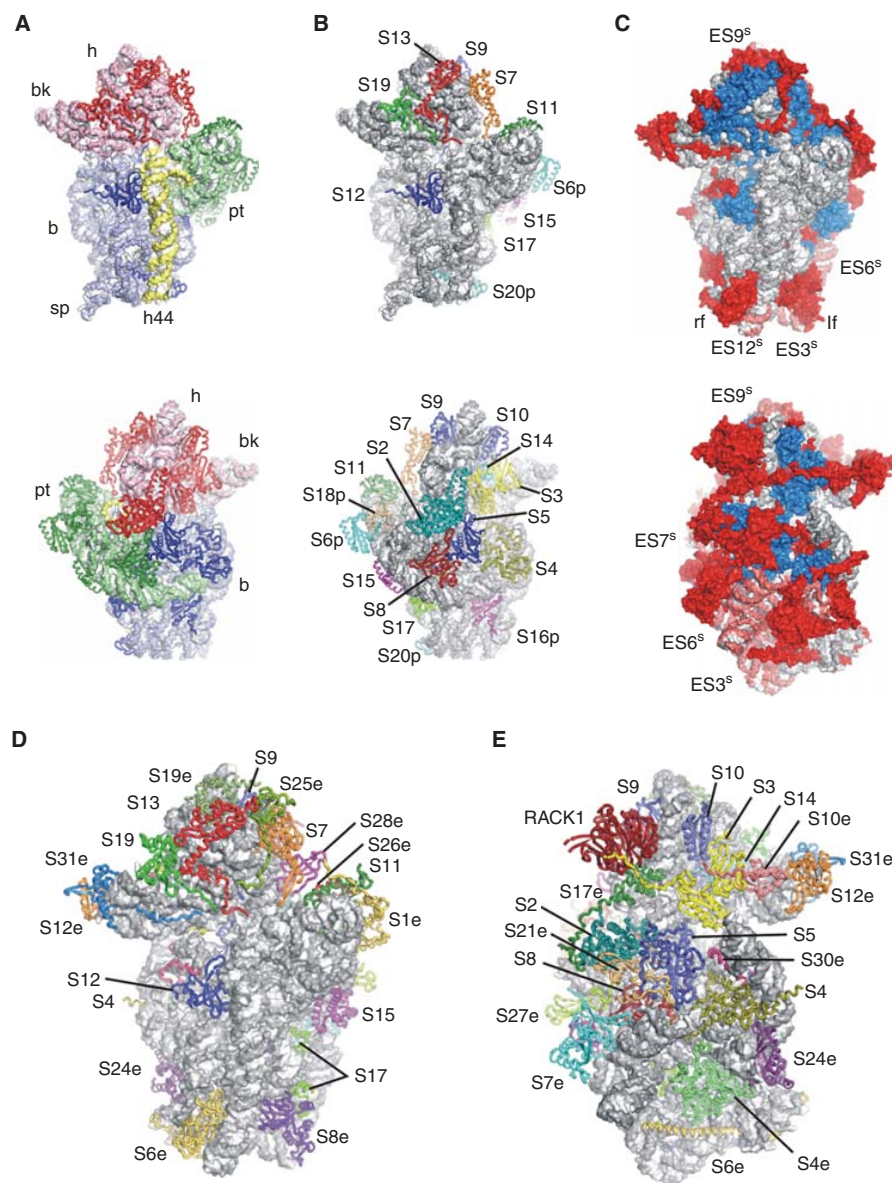 A
h
bk
b
pt
sp
h44
B
S13
S9
S19
S7
S11
S12
S6p
S15
S17
S20p
C
ES9s
ES6s
rf
lf
ES12s
ES3s
h
bk
pt
b
S9
S7
S10
S2
S14
S11
S18p
S3
S5
S6p
S4
S15
S8
S17
S16p
S20p
ES9s
ES7s
ES6s
ES3s
D
S9
S19e
S25e
S13
S7
S28e
S19
S26e
S11
S31e
S12e
S1e
S12
S4
S15
S24e
S17
S8e
S6e
E
S10
S9
S3
S14
RACK1
S10e
S31e
S17e
S12e
S2
S21e
S5
S8
S30e
S4
S27e
S24e
S7e
S6e
S4e